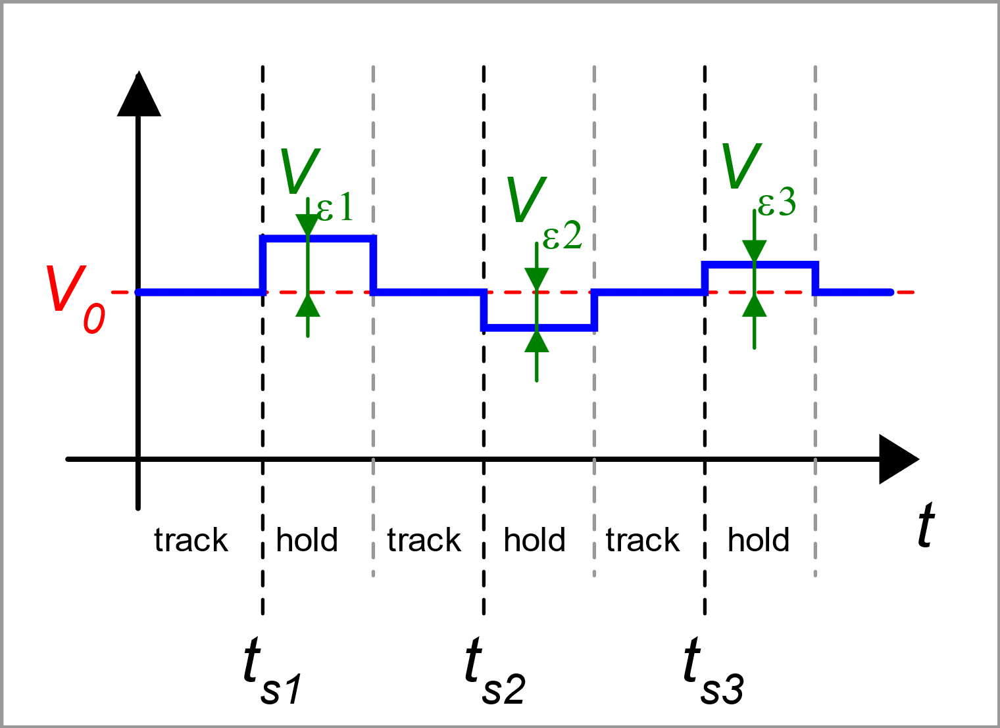 Vε1
Vε2
Vε3
V0
track hold track hold track hold
t
ts1 ts2 ts3